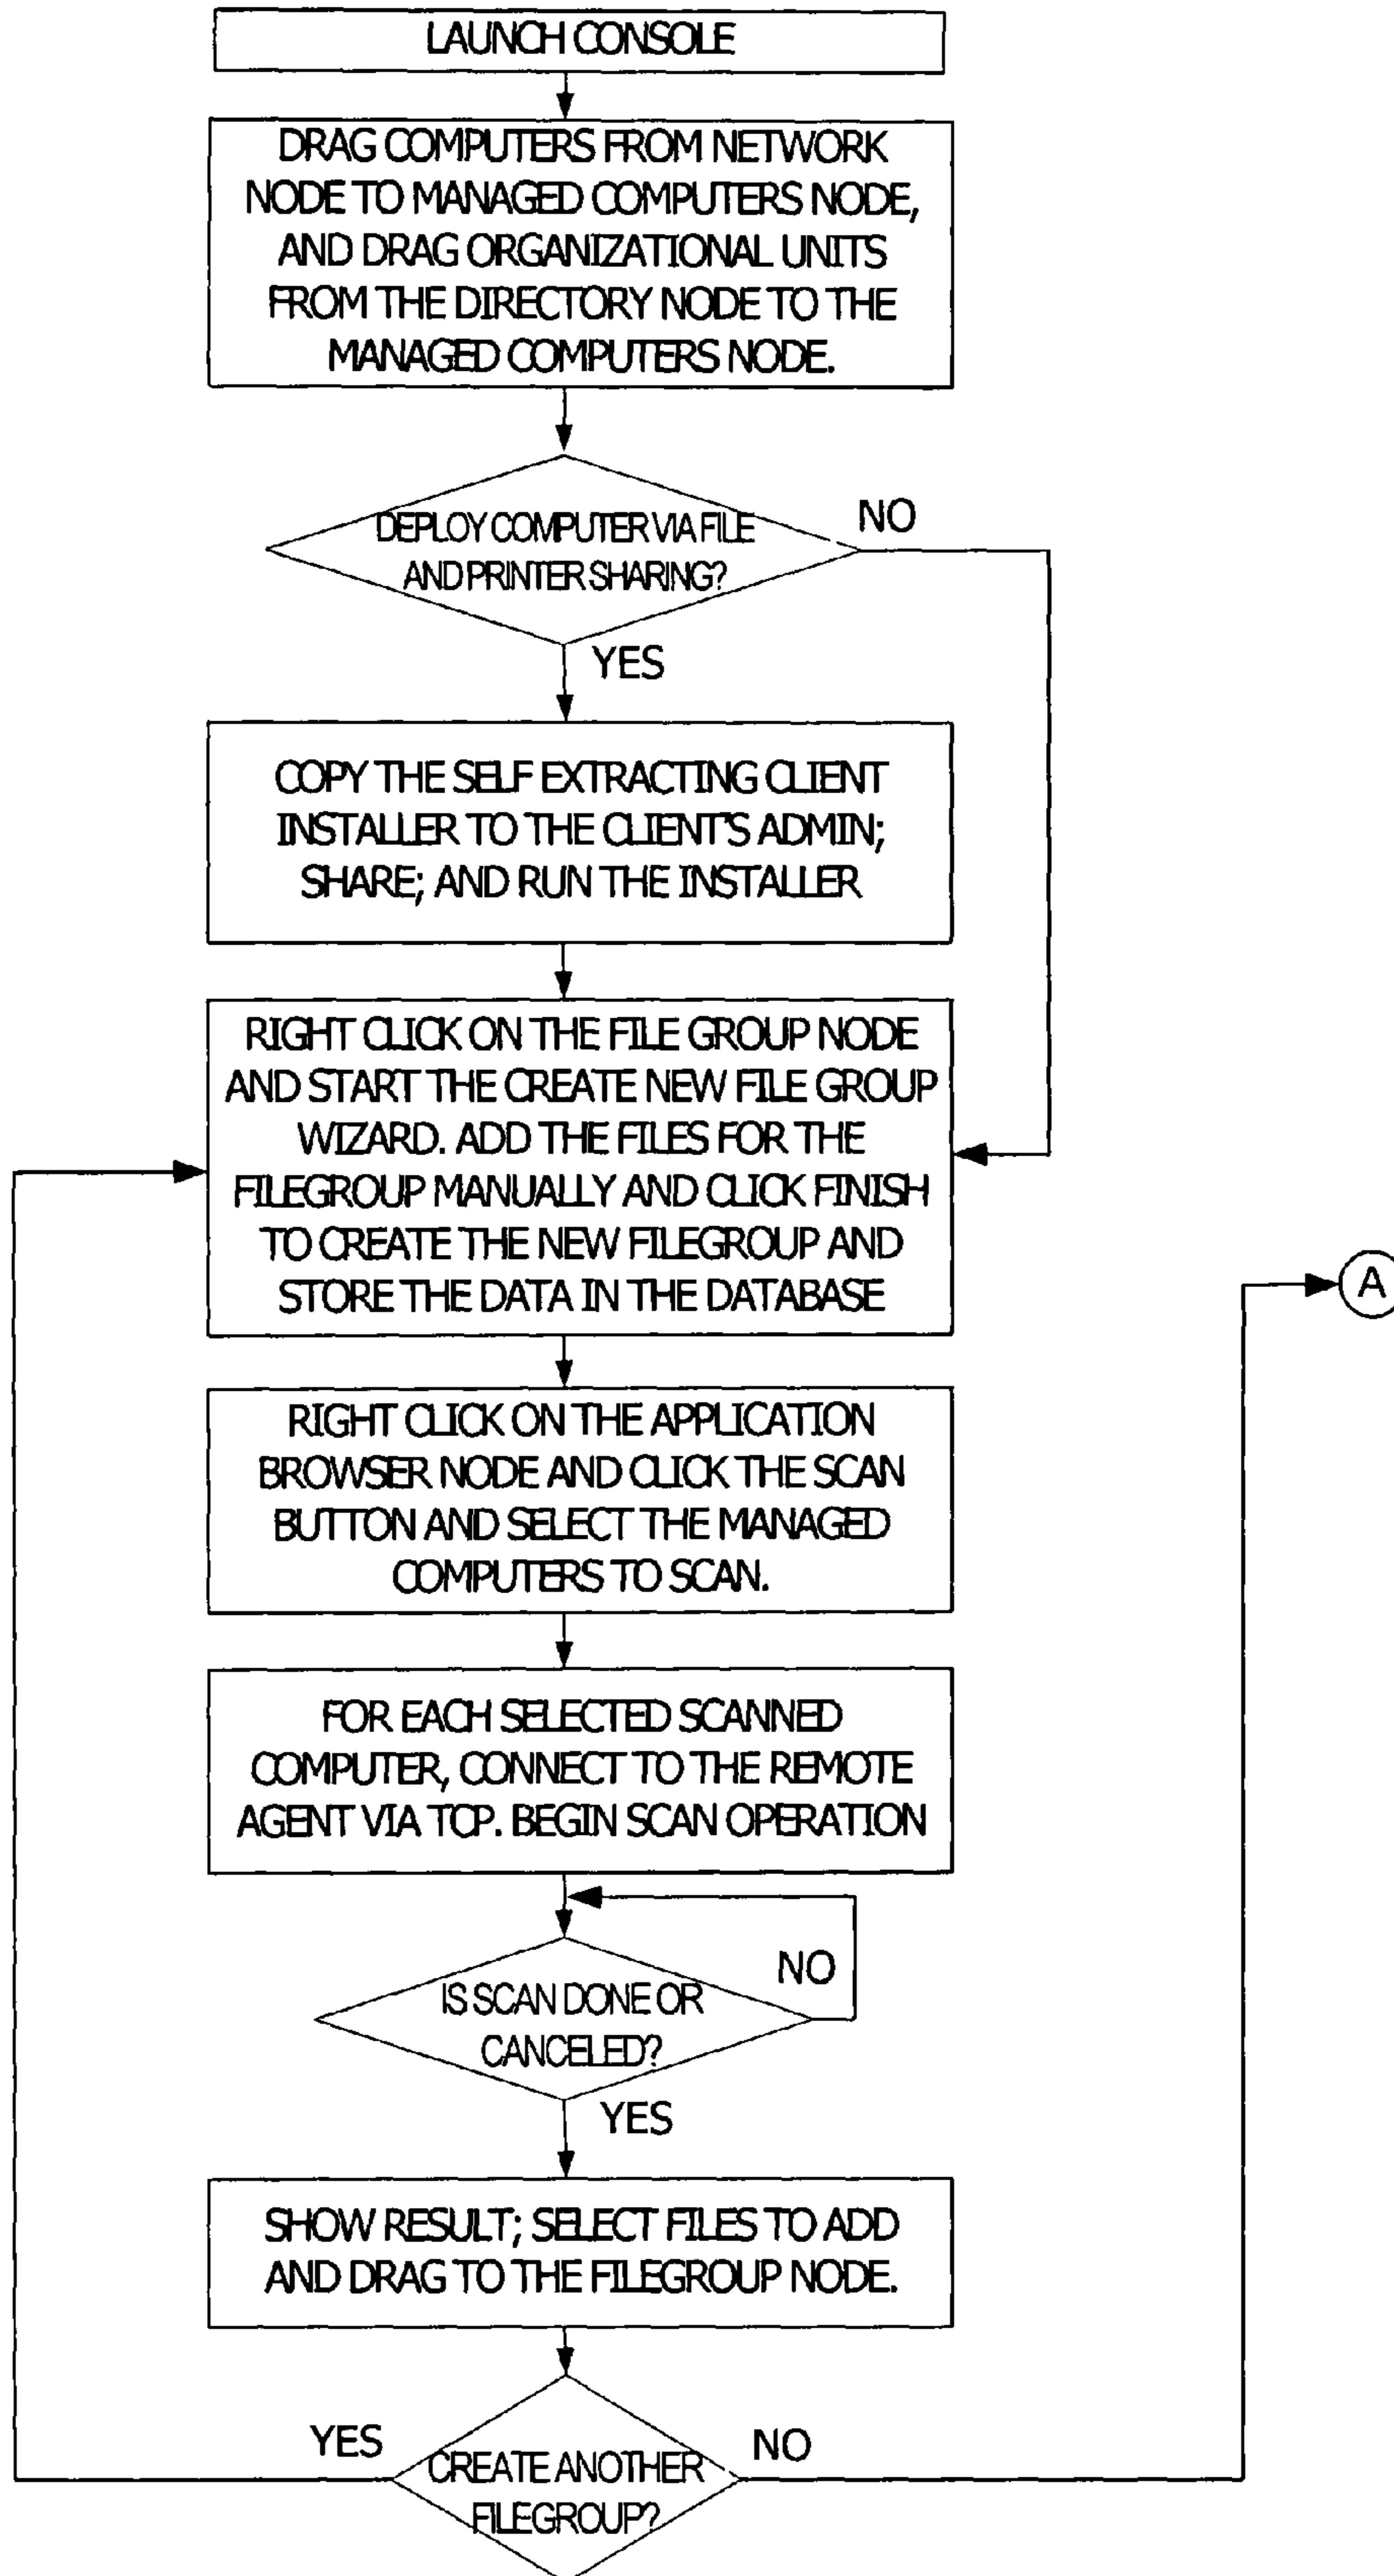 LAUNCH CONSOLE
DRAG COMPUTERS FROM NETWORK
NODE TO MANAGED COMPUTERS NODE,
AND DRAG ORGANIZATIONAL UNITS
FROM THE DIRECTORY NODE TO THE
MANAGED COMPUTERS NODE.
DEPLOY COMPUTER VIA FILE
AND PRINTER SHARING?
NO
YES
COPY THE SELF EXTRACTING CLIENT
INSTALLER TO THE CLIENT'S ADMIN;
SHARE; AND RUN THE INSTALLER
RIGHT CLICK ON THE FILE GROUP NODE
AND START THE CREATE NEW FILE GROUP
WIZARD. ADD THE FILES FOR THE
FILEGROUP MANUALLY AND CLICK FINISH
TO CREATE THE NEW FILEGROUP AND
STORE THE DATA IN THE DATABASE
A
RIGHT CLICK ON THE APPLICATION
BROWSER NODE AND CLICK THE SCAN
BUTTON AND SELECT THE MANAGED
COMPUTERS TO SCAN.
FOR EACH SELECTED SCANNED
COMPUTER, CONNECT TO THE REMOTE
AGENT VIA TCP. BEGIN SCAN OPERATION
NO
IS SCAN DONE OR
CANCELED?
YES
SHOW RESULT; SELECT FILES TO ADD
AND DRAG TO THE FILEGROUP NODE.
YES
NO
CREATE ANOTHER
FILEGROUP?